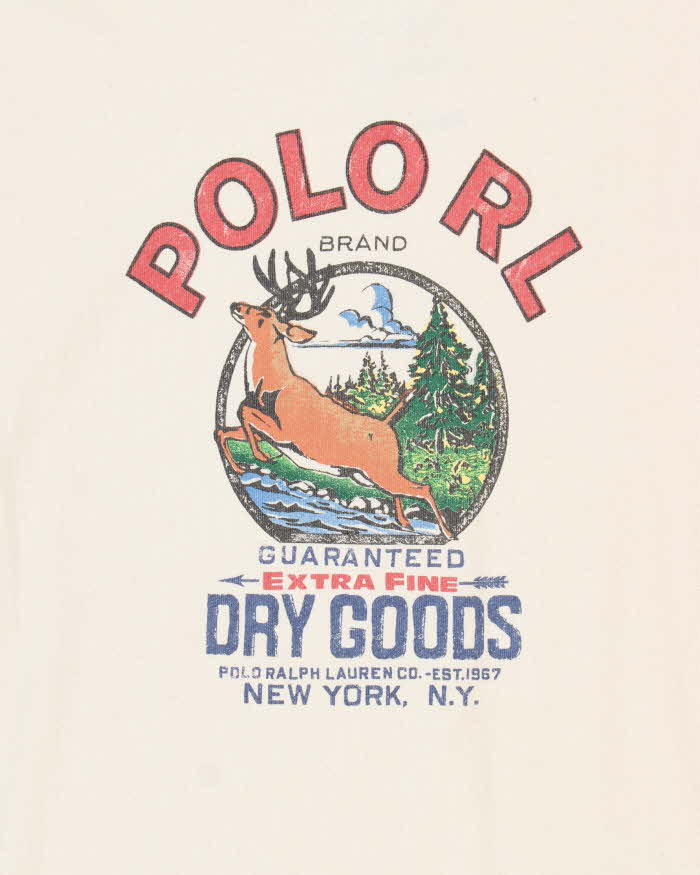 POLO RL
BRAND
GUARANTEED
EXTRA FINE
DRY GOODS
POLO RALPH LAUREN CO.-EST.1967
NEW YORK, N.Y.